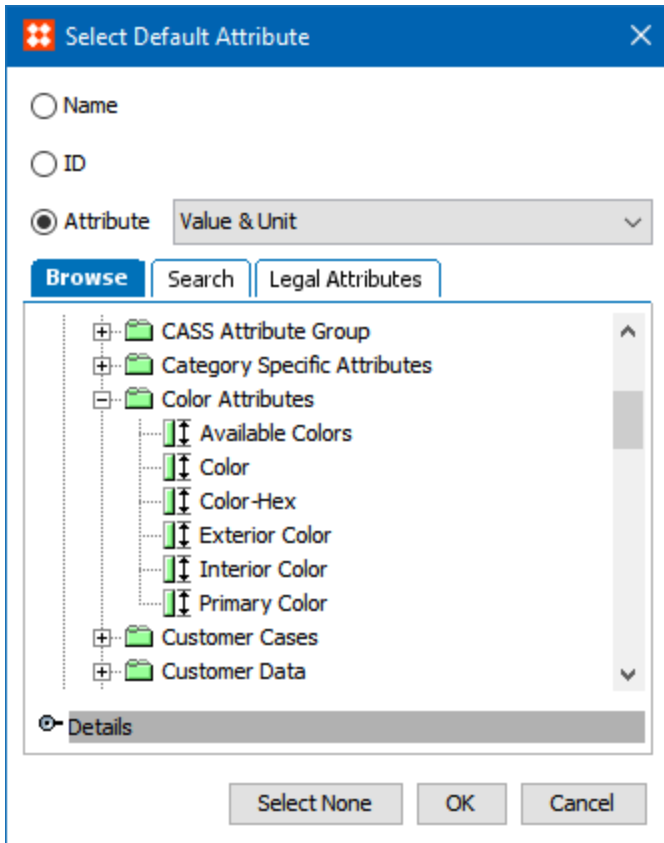 Select Default Attribute
Name
ID
Attribute Value & Unit
Browse Search Legal Attributes
CASS Attribute Group
Category Specific Attributes
Color Attributes
Available Colors
Color
Color-Hex
Exterior Color
Interior Color
Primary Color
Customer Cases
Customer Data
Details
Select None OK Cancel